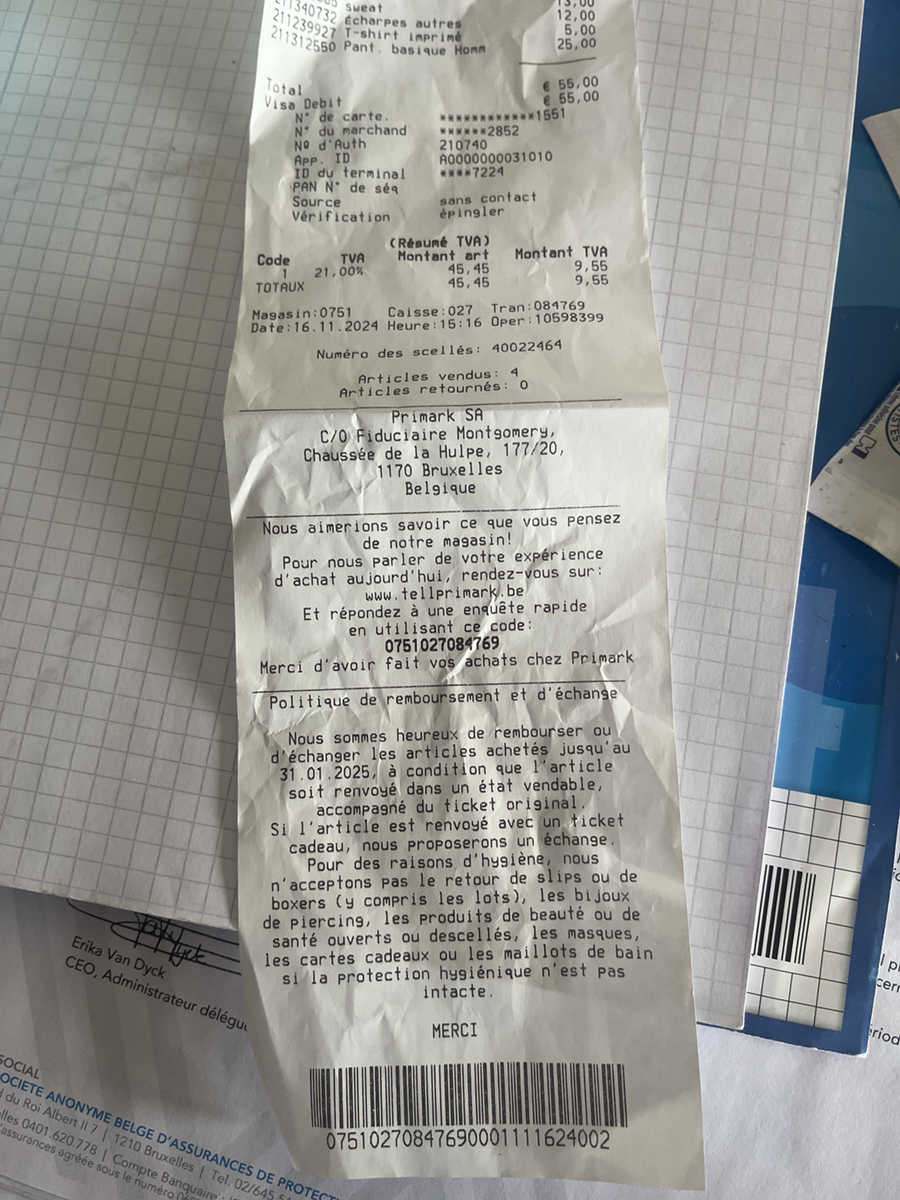 Sweat 13,00
211340732 Écharpes autres 12,00
211239927 T-shirt imprimé 5,00
211312550 Pant. basique Homm 25,00
Total € 55,00
Visa Debit € 55,00
N° de carte. ************1551
N° du marchand ******2852
Nº d'Auth 210740
App. ID A0000000031010
ID du terminal ****7224
PAN N° de séq
Source sans contact
Vérification épingler
(Résumé TVA)
Code TVA Montant art Montant TVA
1 21,00% 45,45 9,55
TOTAUX 45,45 9,55
Magasin:0751 Caisse:027 Tran:084769
Date:16.11.2024 Heure:15:16 Oper:10598399
Numéro des scellés: 40022464
Articles vendus: 4
Articles retournés: 0
Primark SA
C/O Fiduciaire Montgomery,
Chaussée de la Hulpe, 177/20,
1170 Bruxelles
Belgique
Nous aimerions savoir ce que vous pensez
de notre magasin!
Pour nous parler de votre expérience
d'achat aujourd'hui, rendez-vous sur:
www.tellprimark.be
Et répondez à une enquête rapide
en utilisant ce code:
0751027084769
Merci d'avoir fait vos achats chez Primark
Politique de remboursement et d'échange
Nous sommes heureux de rembourser ou
d'échanger les articles achetés jusqu'au
31.01.2025, à condition que l'article
soit renvoyé dans un état vendable,
accompagné du ticket original.
Si l'article est renvoyé avec un ticket
cadeau, nous proposerons un échange.
Pour des raisons d'hygiène, nous
n'acceptons pas le retour de slips ou de
boxers (y compris les lots), les bijoux
de piercing, les produits de beauté ou de
santé ouverts ou descellés, les masques,
les cartes cadeaux ou les maillots de bain
si la protection hygiénique n'est pas
intacte.
MERCI
0751027084769000111624002
Erika Van Dyck
CEO, Administrateur délégu
SOCIAL
SOCIETE ANONYME BELGE D'ASSURANCES DE PROTECT
du Roi Albert II 7 | 1210 Bruxelles | Tel. 02/645
0401.620.778 | Compte Banquaire
d'assurances agréée sous le numéro